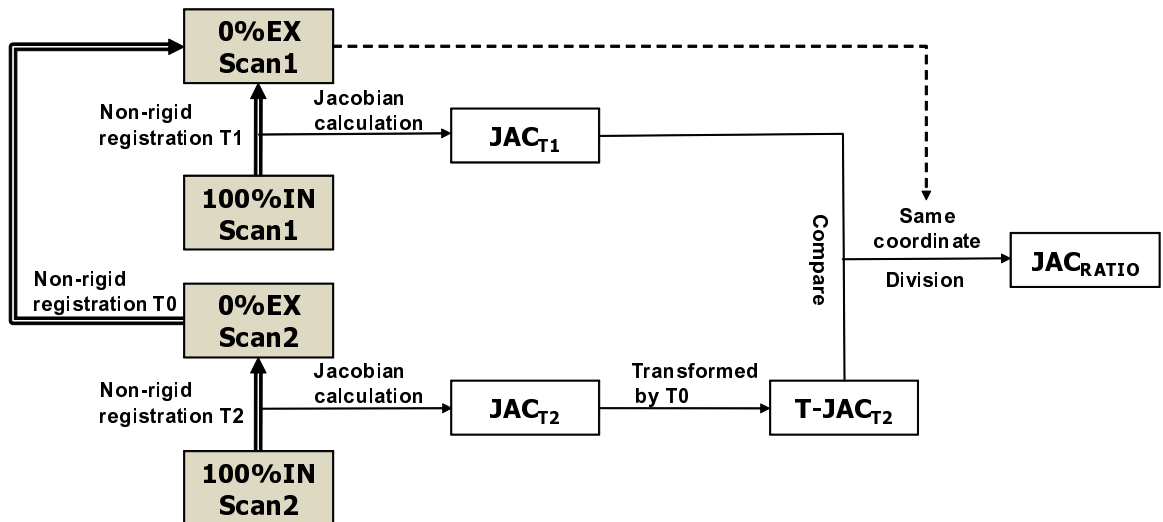 0%EX
Scan1
Non-rigid
registration T1
Jacobian
calculation
JACT1
100%IN
Scan1
Compare
Same
coordinate
Division
JACRATIO
Non-rigid
registration T0
0%EX
Scan2
Non-rigid
registration T2
Jacobian
calculation
JACT2
Transformed
by T0
T-JACT2
100%IN
Scan2